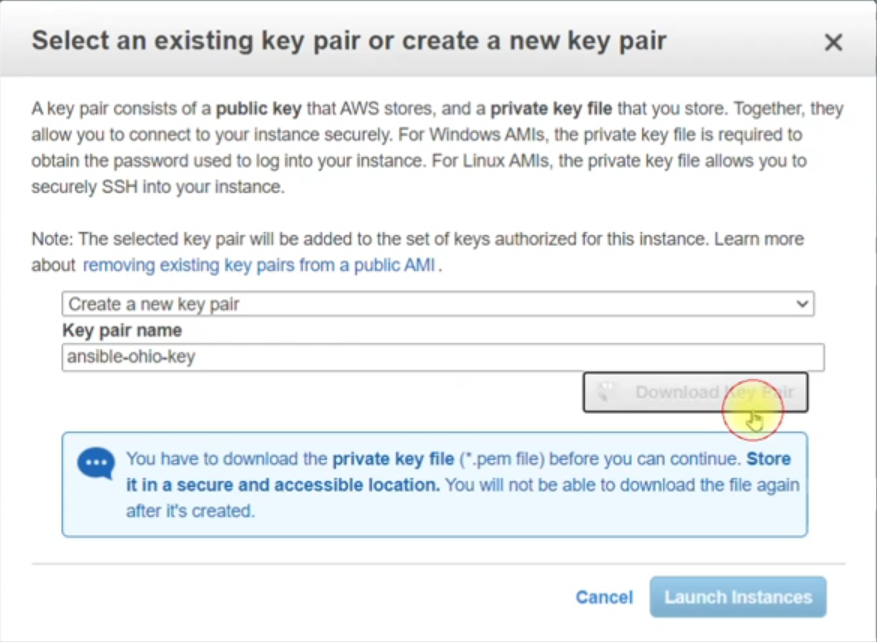 Select an existing key pair or create a new key pair
A key pair consists of a public key that AWS stores, and a private key file that you store. Together, they
allow you to connect to your instance securely. For Windows AMIs, the private key file is required to
obtain the password used to log into your instance. For Linux AMIs, the private key file allows you to
securely SSH into your instance.
Note: The selected key pair will be added to the set of keys authorized for this instance. Learn more
about removing existing key pairs from a public AMI.
Create a new key pair
Key pair name
ansible-ohio-key
Download Key Pair
You have to download the private key file (*.pem file) before you can continue. Store
it in a secure and accessible location. You will not be able to download the file again
after it's created.
Cancel Launch Instances